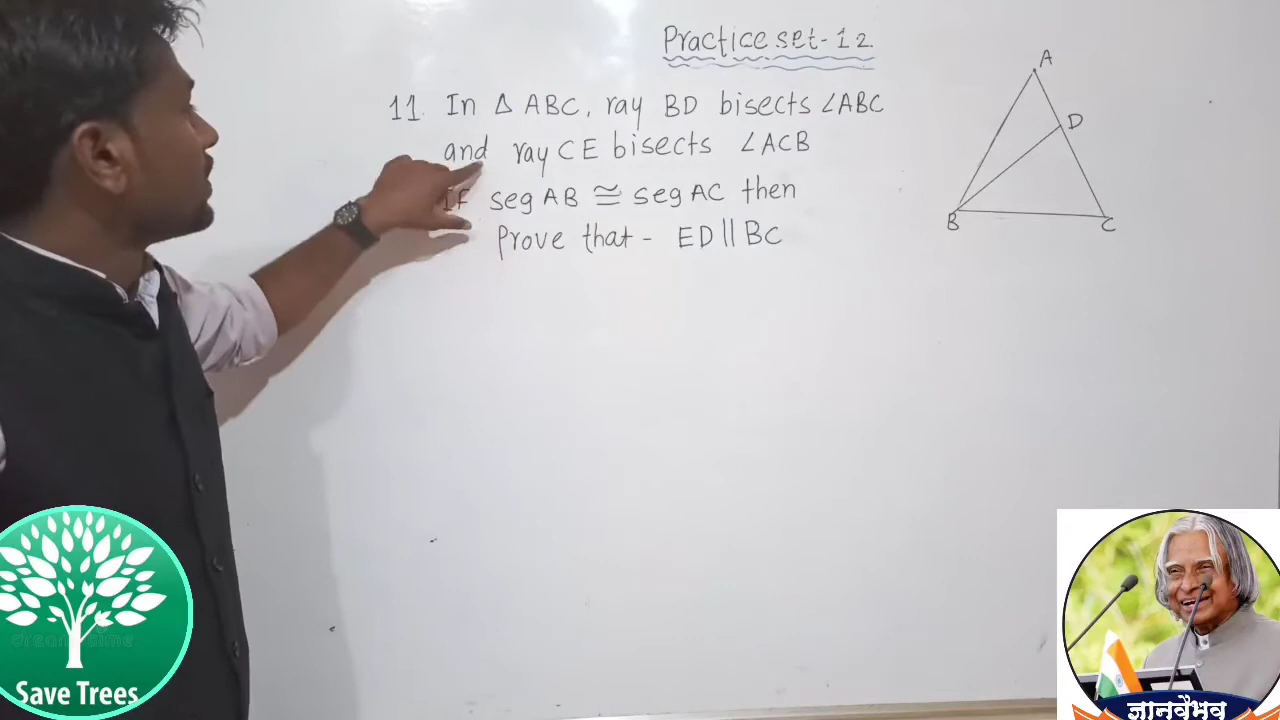 Practice set-12
11. In Δ ABC, ray BD bisects ∠ABC
and ray CE bisects ∠ACB
If seg AB ≅ seg AC then
Prove that - ED || BC
A
D
B
C
Save Trees
ज्ञानवैभव